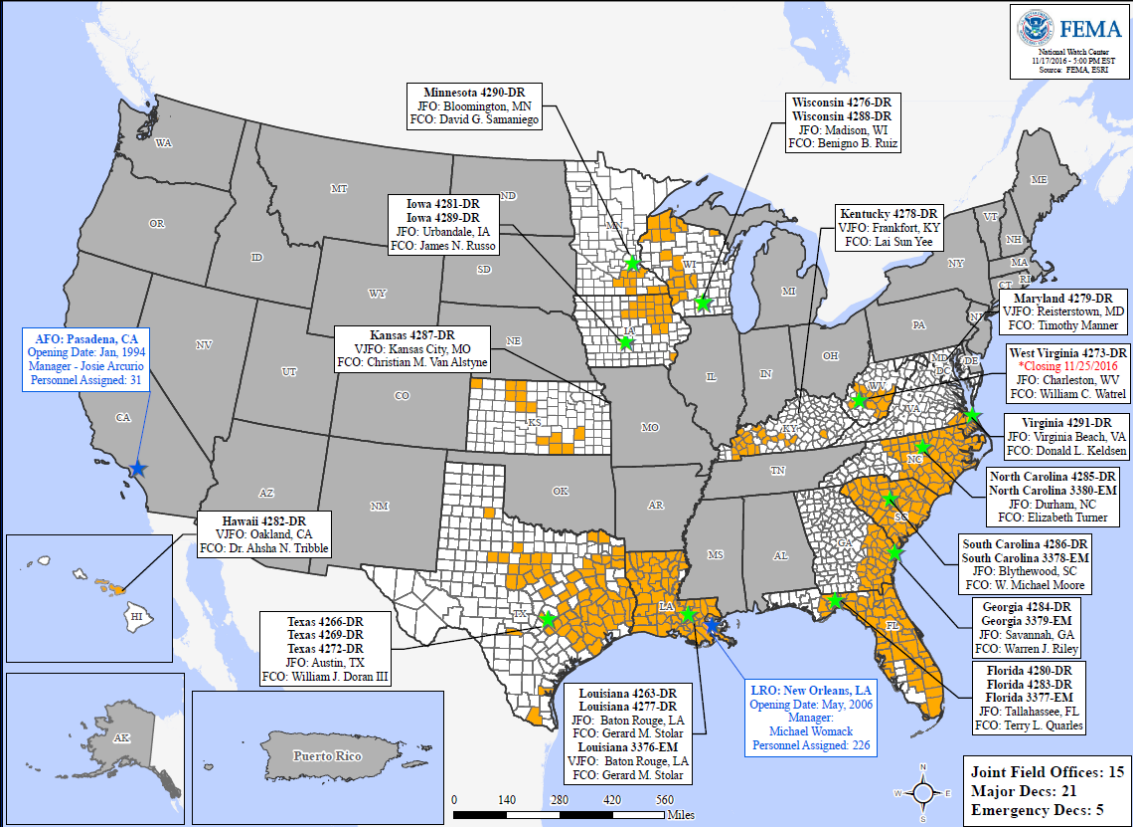 FEMA
National Watch Center
11/17/2016 - 5:00 PM EST
Source: FEMA, ESRI
Minnesota 4290-DR
JFO: Bloomington, MN
FCO: David G. Samaniego
Wisconsin 4276-DR
Wisconsin 4288-DR
JFO: Madison, WI
FCO: Benigno B. Ruiz
Iowa 4281-DR
Iowa 4289-DR
JFO: Urbandale, IA
FCO: James N. Russo
Kentucky 4278-DR
VJFO: Frankfort, KY
FCO: Lai Sun Yee
Kansas 4287-DR
VJFO: Kansas City, MO
FCO: Christian M. Van Alstyne
AFO: Pasadena, CA
Opening Date: Jan, 1994
Manager - Josie Arcurio
Personnel Assigned: 31
Maryland 4279-DR
VJFO: Reisterstown, MD
FCO: Timothy Manner
West Virginia 4273-DR
*Closing 11/25/2016
JFO: Charleston, WV
FCO: William C. Watrel
Virginia 4291-DR
JFO: Virginia Beach, VA
FCO: Donald L. Keldsen
North Carolina 4285-DR
North Carolina 3380-EM
JFO: Durham, NC
FCO: Elizabeth Turner
Hawaii 4282-DR
VJFO: Oakland, CA
FCO: Dr. Ahsha N. Tribble
South Carolina 4286-DR
South Carolina 3378-EM
JFO: Blythewood, SC
FCO: W. Michael Moore
Georgia 4284-DR
Georgia 3379-EM
JFO: Savannah, GA
FCO: Warren J. Riley
Texas 4266-DR
Texas 4269-DR
Texas 4272-DR
JFO: Austin, TX
FCO: William J. Doran III
Florida 4280-DR
Florida 4283-DR
Florida 3377-EM
JFO: Tallahassee, FL
FCO: Terry L. Quarles
Louisiana 4263-DR
Louisiana 4277-DR
JFO: Baton Rouge, LA
FCO: Gerard M. Stolar
Louisiana 3376-EM
VJFO: Baton Rouge, LA
FCO: Gerard M. Stolar
LRO: New Orleans, LA
Opening Date: May, 2006
Manager:
Michael Womack
Personnel Assigned: 226
WA
OR
ID
MT
ND
SD
WY
NV
UT
CO
CA
AZ
NM
NE
KS
OK
TX
MN
IA
MO
AR
LA
WI
IL
IN
MI
OH
KY
TN
MS
AL
GA
FL
SC
NC
VA
WV
MD
DC
DE
PA
NJ
NY
CT
RI
MA
VT
NH
ME
HI
AK
Puerto Rico
0 140 280 420 560
Miles
N
W E
S
Joint Field Offices: 15
Major Decs: 21
Emergency Decs: 5